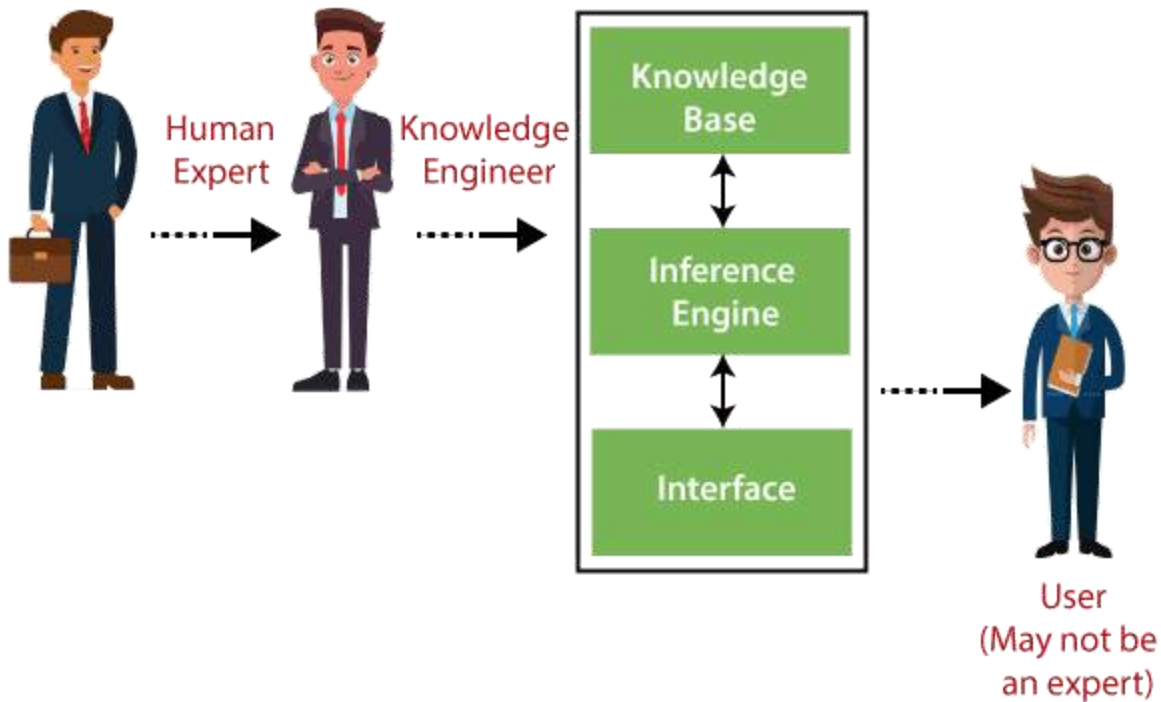 Human
Expert
Knowledge
Engineer
Knowledge
Base
Inference
Engine
Interface
User
(May not be
an expert)